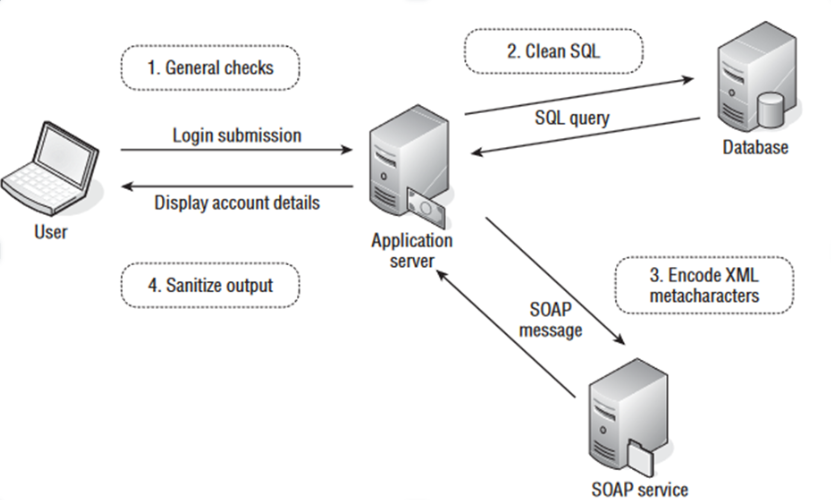 1. General checks
2. Clean SQL
Login submission
SQL query
Database
Display account details
User
Application
server
4. Sanitize output
3. Encode XML
metacharacters
SOAP
message
SOAP service